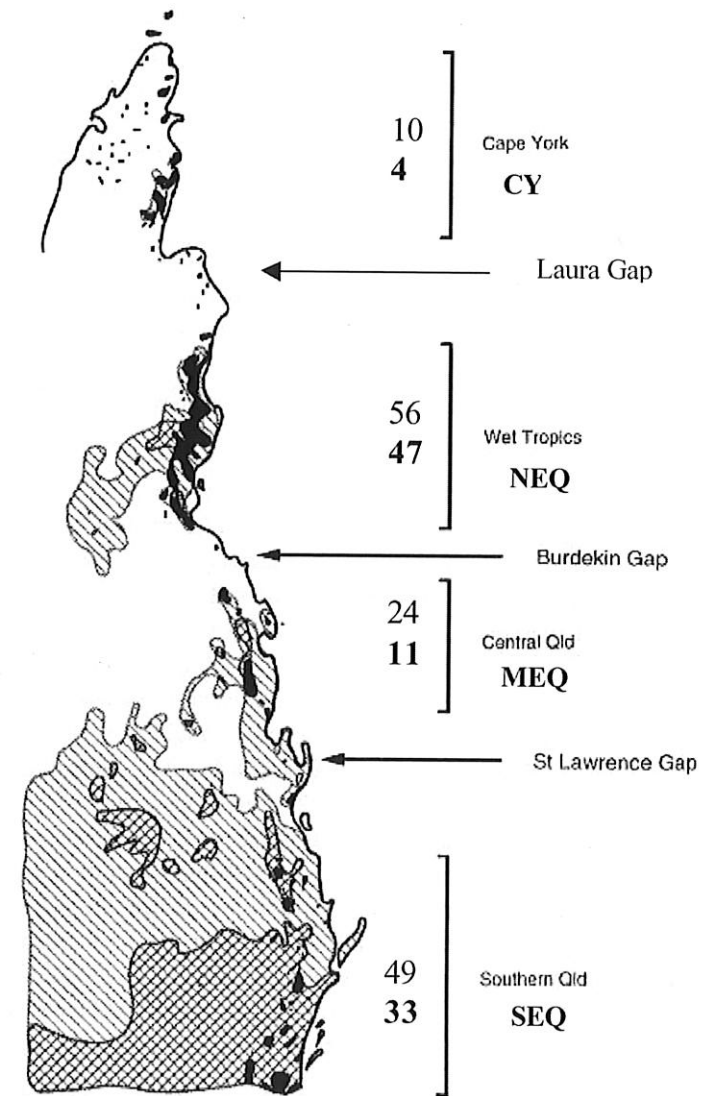 10
4
Cape York
CY
Laura Gap
56
47
Wet Tropics
NEQ
Burdekin Gap
24
11
Central Qld
MEQ
St Lawrence Gap
49
33
Southern Qld
SEQ